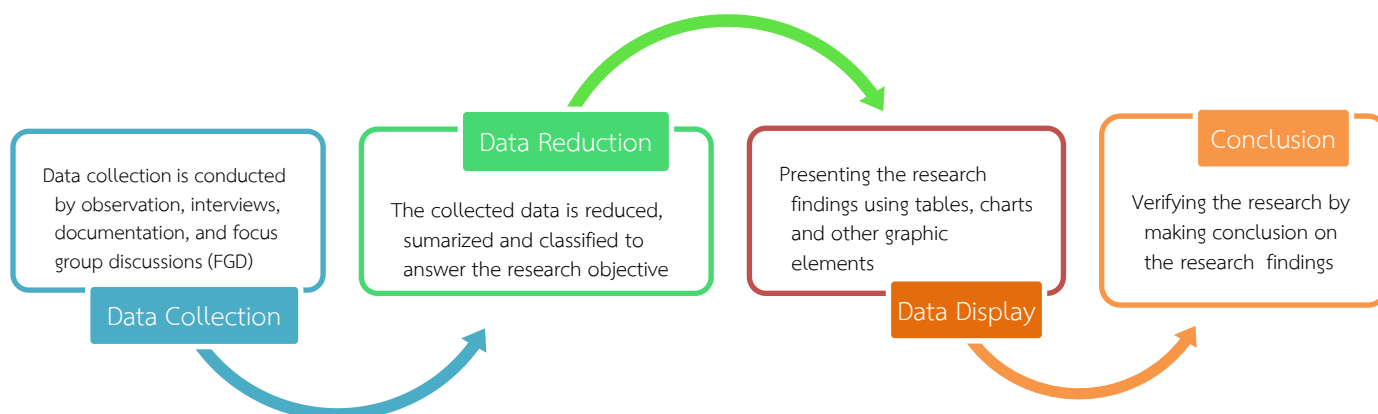 Data collection is conducted
by observation, interviews,
documentation, and focus
group discussions (FGD)
Data Collection
Data Reduction
The collected data is reduced,
sumarized and classified to
answer the research objective
Presenting the research
findings using tables, charts
and other graphic
elements
Data Display
Conclusion
Verifying the research by
making conclusion on
the research findings